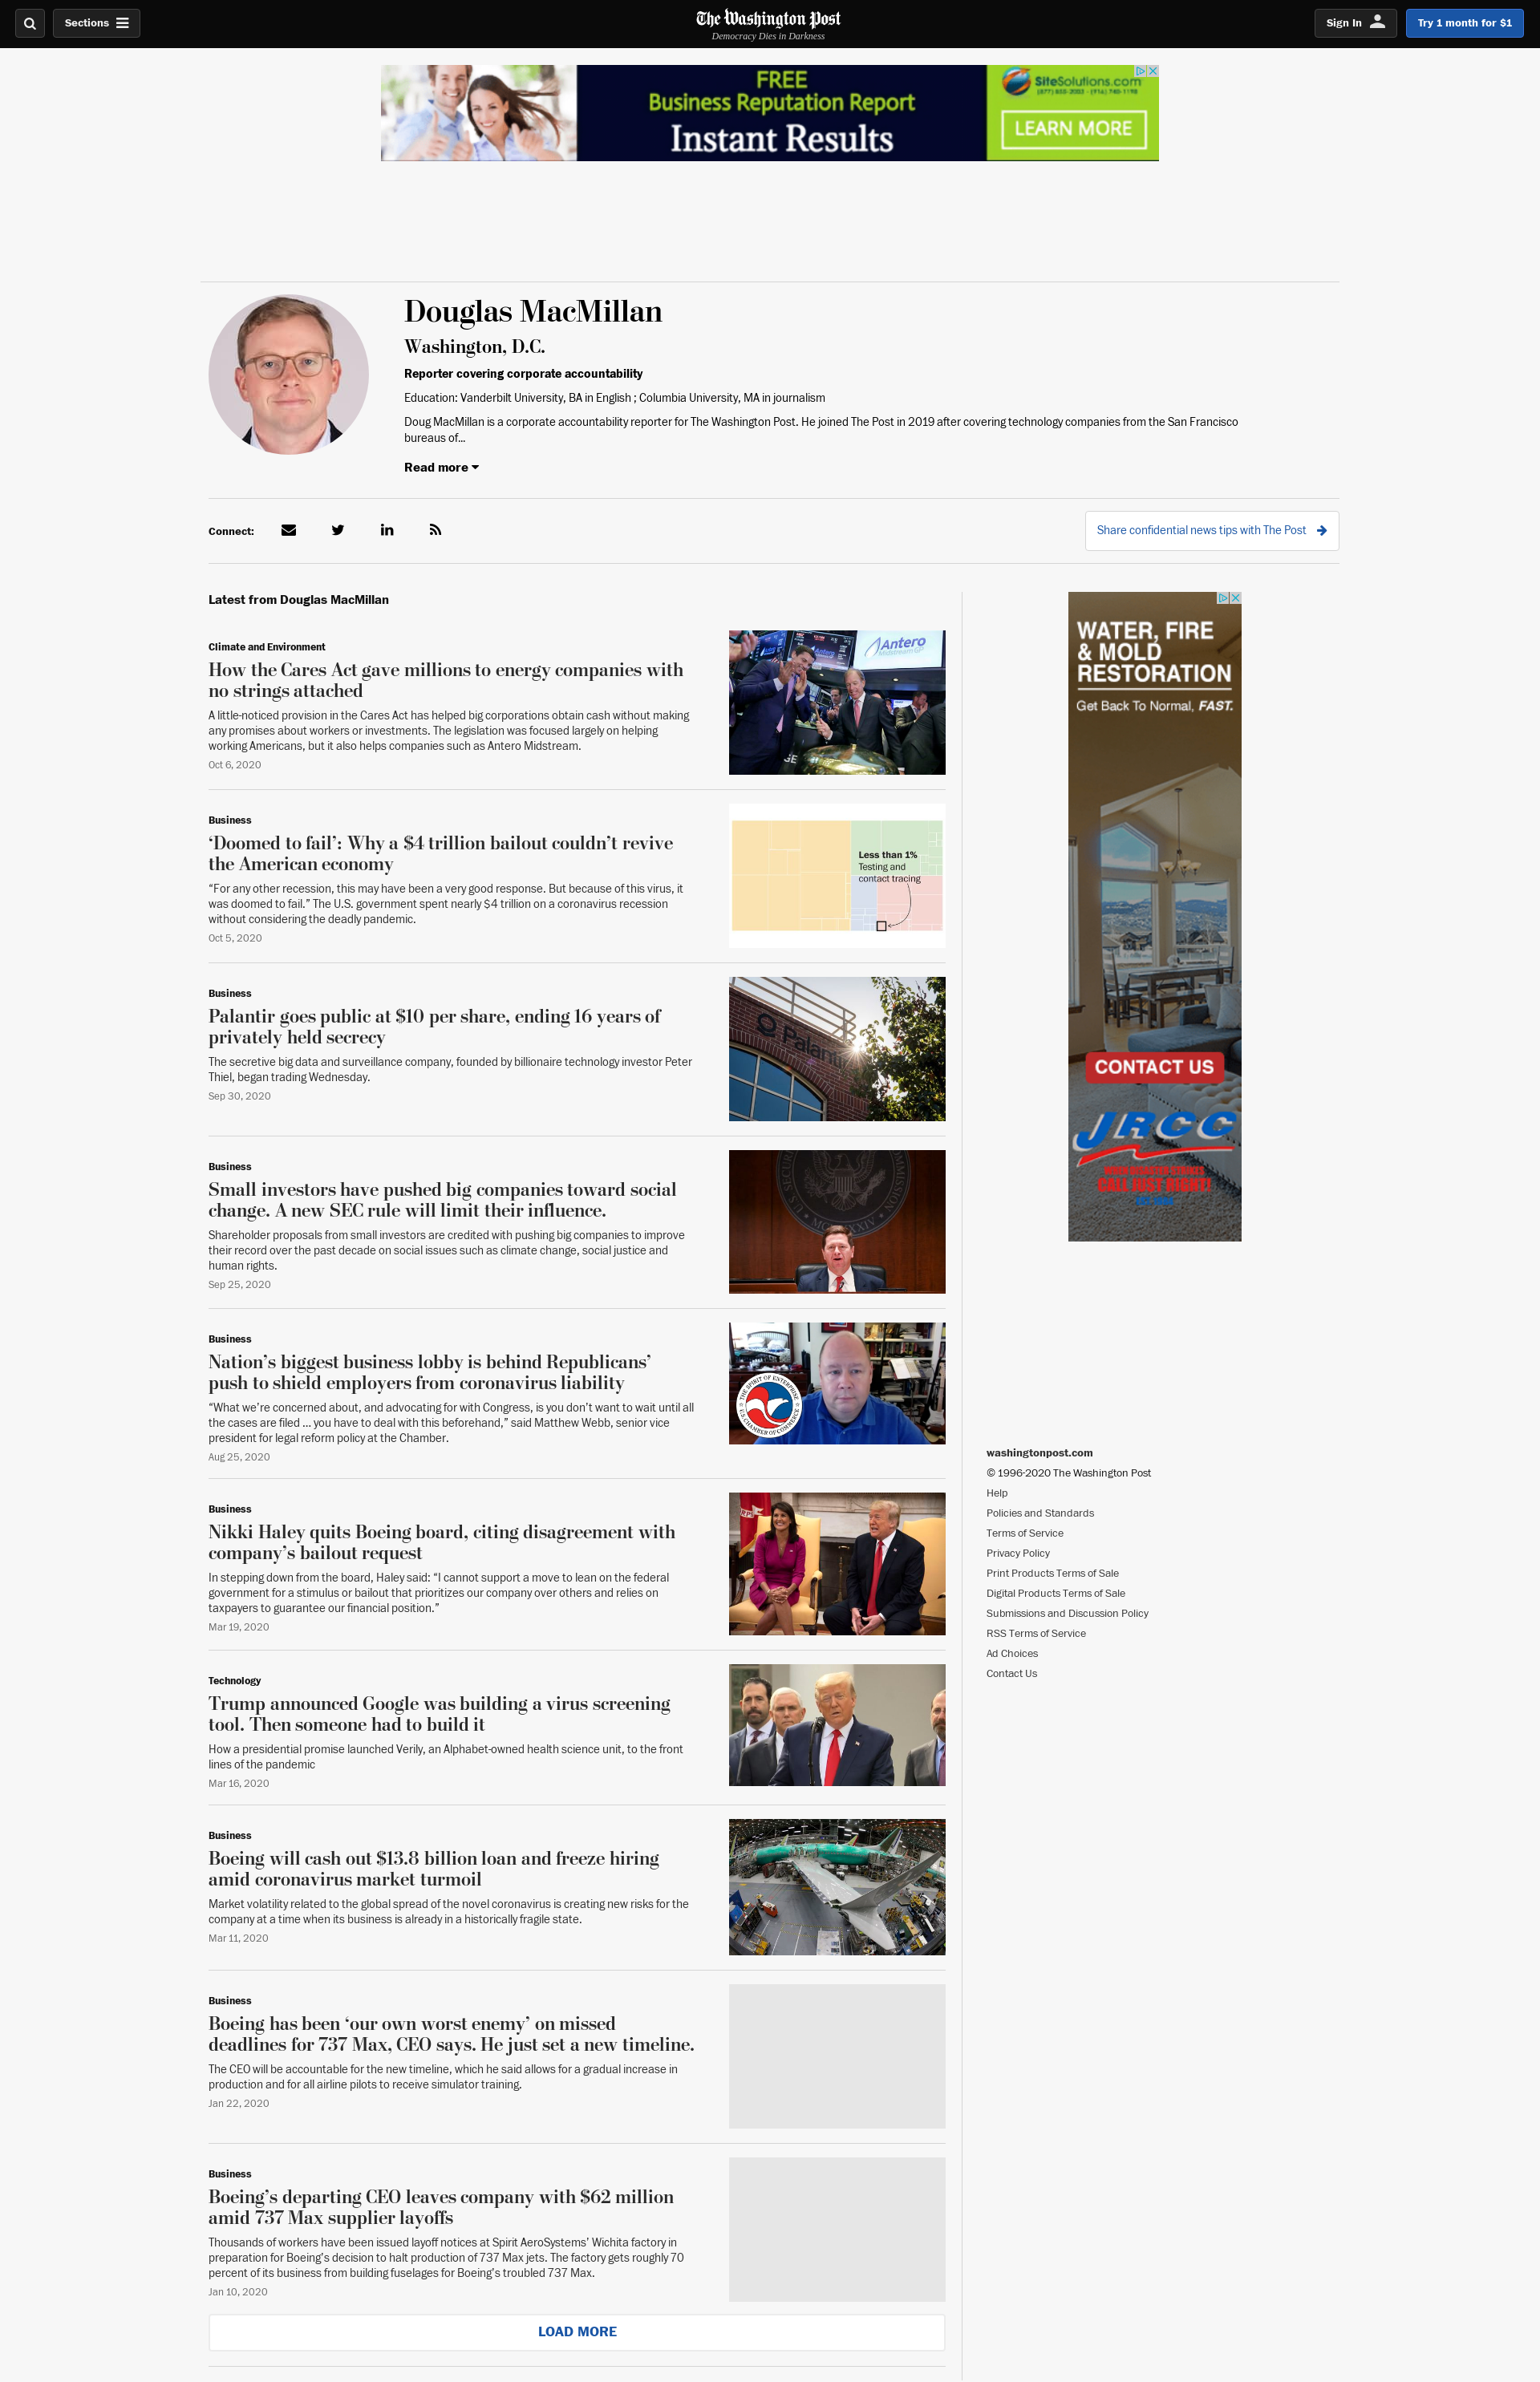 Sections
The Washington Post
Democracy Dies in Darkness
Sign In
Try 1 month for $1
FREE
Business Reputation Report
Instant Results
SiteSolutions.com
LEARN MORE
Douglas MacMillan
Washington, D.C.
Reporter covering corporate accountability
Education: Vanderbilt University, BA in English ; Columbia University, MA in journalism
Doug MacMillan is a corporate accountability reporter for The Washington Post. He joined The Post in 2019 after covering technology companies from the San Francisco
bureaus of...
Read more
Connect:
Share confidential news tips with The Post
Latest from Douglas MacMillan
Climate and Environment
How the Cares Act gave millions to energy companies with
no strings attached
A little-noticed provision in the Cares Act has helped big corporations obtain cash without making
any promises about workers or investments. The legislation was focused largely on helping
working Americans, but it also helps companies such as Antero Midstream.
Oct 6, 2020
Antero
Midstream GP
Business
‘Doomed to fail’: Why a $4 trillion bailout couldn’t revive
the American economy
“For any other recession, this may have been a very good response. But because of this virus, it
was doomed to fail.” The U.S. government spent nearly $4 trillion on a coronavirus recession
without considering the deadly pandemic.
Oct 5, 2020
Less than 1%
Testing and
contact tracing
Business
Palantir goes public at $10 per share, ending 16 years of
privately held secrecy
The secretive big data and surveillance company, founded by billionaire technology investor Peter
Thiel, began trading Wednesday.
Sep 30, 2020
Palantir
Business
Small investors have pushed big companies toward social
change. A new SEC rule will limit their influence.
Shareholder proposals from small investors are credited with pushing big companies to improve
their record over the past decade on social issues such as climate change, social justice and
human rights.
Sep 25, 2020
Business
Nation’s biggest business lobby is behind Republicans’
push to shield employers from coronavirus liability
“What we’re concerned about, and advocating for with Congress, is you don’t want to wait until all
the cases are filed ... you have to deal with this beforehand,” said Matthew Webb, senior vice
president for legal reform policy at the Chamber.
Aug 25, 2020
THE SPIRIT OF ENTERPRISE
U.S. CHAMBER OF COMMERCE
Business
Nikki Haley quits Boeing board, citing disagreement with
company’s bailout request
In stepping down from the board, Haley said: “I cannot support a move to lean on the federal
government for a stimulus or bailout that prioritizes our company over others and relies on
taxpayers to guarantee our financial position.”
Mar 19, 2020
Technology
Trump announced Google was building a virus screening
tool. Then someone had to build it
How a presidential promise launched Verily, an Alphabet-owned health science unit, to the front
lines of the pandemic
Mar 16, 2020
Business
Boeing will cash out $13.8 billion loan and freeze hiring
amid coronavirus market turmoil
Market volatility related to the global spread of the novel coronavirus is creating new risks for the
company at a time when its business is already in a historically fragile state.
Mar 11, 2020
Business
Boeing has been ‘our own worst enemy’ on missed
deadlines for 737 Max, CEO says. He just set a new timeline.
The CEO will be accountable for the new timeline, which he said allows for a gradual increase in
production and for all airline pilots to receive simulator training.
Jan 22, 2020
Business
Boeing’s departing CEO leaves company with $62 million
amid 737 Max supplier layoffs
Thousands of workers have been issued layoff notices at Spirit AeroSystems’ Wichita factory in
preparation for Boeing’s decision to halt production of 737 Max jets. The factory gets roughly 70
percent of its business from building fuselages for Boeing’s troubled 737 Max.
Jan 10, 2020
LOAD MORE
WATER, FIRE
& MOLD
RESTORATION
Get Back To Normal, FAST.
CONTACT US
JRCC
CALL JUST RIGHT!
washingtonpost.com
© 1996-2020 The Washington Post
Help
Policies and Standards
Terms of Service
Privacy Policy
Print Products Terms of Sale
Digital Products Terms of Sale
Submissions and Discussion Policy
RSS Terms of Service
Ad Choices
Contact Us